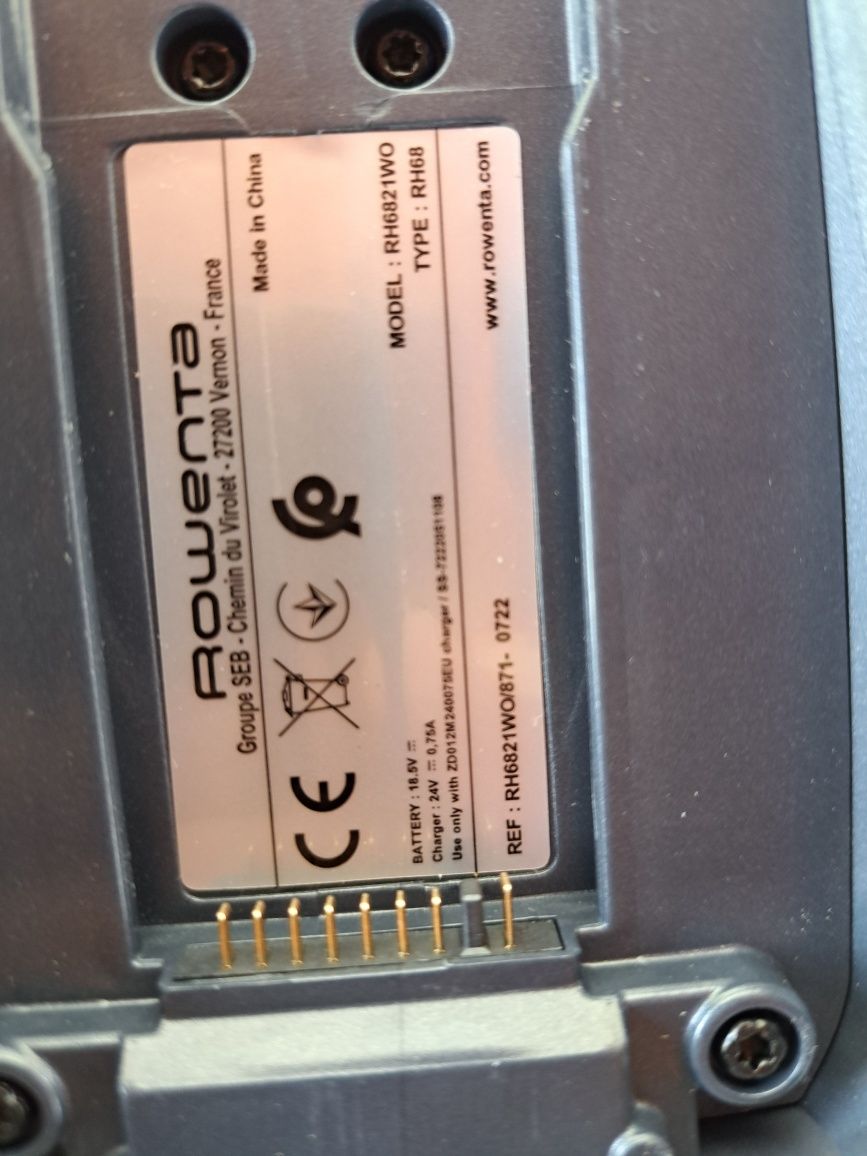 ROWENTA
Groupe SEB - Chemin du Virolet - 27200 Vernon - France
Made in China
CE
MODEL : RH6821WO
TYPE : RH68
BATTERY : 18.5V ⎓
Charger : 24V ⎓ 0,75A
Use only with ZD012M240075EU charger /
www.rowenta.com
REF : RH6821WO/871- 0722